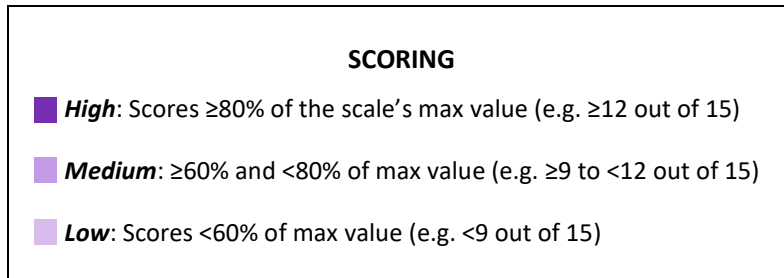 SCORING
High: Scores ≥80% of the scale’s max value (e.g. ≥12 out of 15)
Medium: ≥60% and <80% of max value (e.g. ≥9 to <12 out of 15)
Low: Scores <60% of max value (e.g. <9 out of 15)